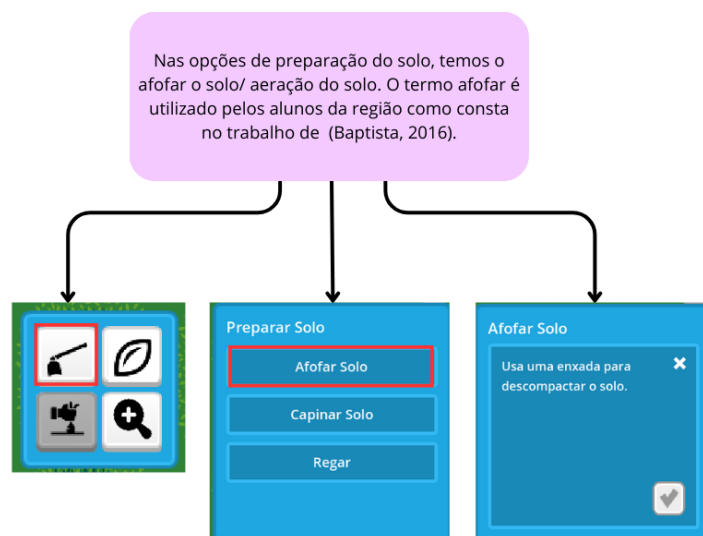 Nas opções de preparação do solo, temos o
afofar o solo/ aeração do solo. O termo afofar é
utilizado pelos alunos da região como consta
no trabalho de (Baptista, 2016).
Preparar Solo
Afofar Solo
Capinar Solo
Regar
Afofar Solo
Usa uma enxada para
descompactar o solo.